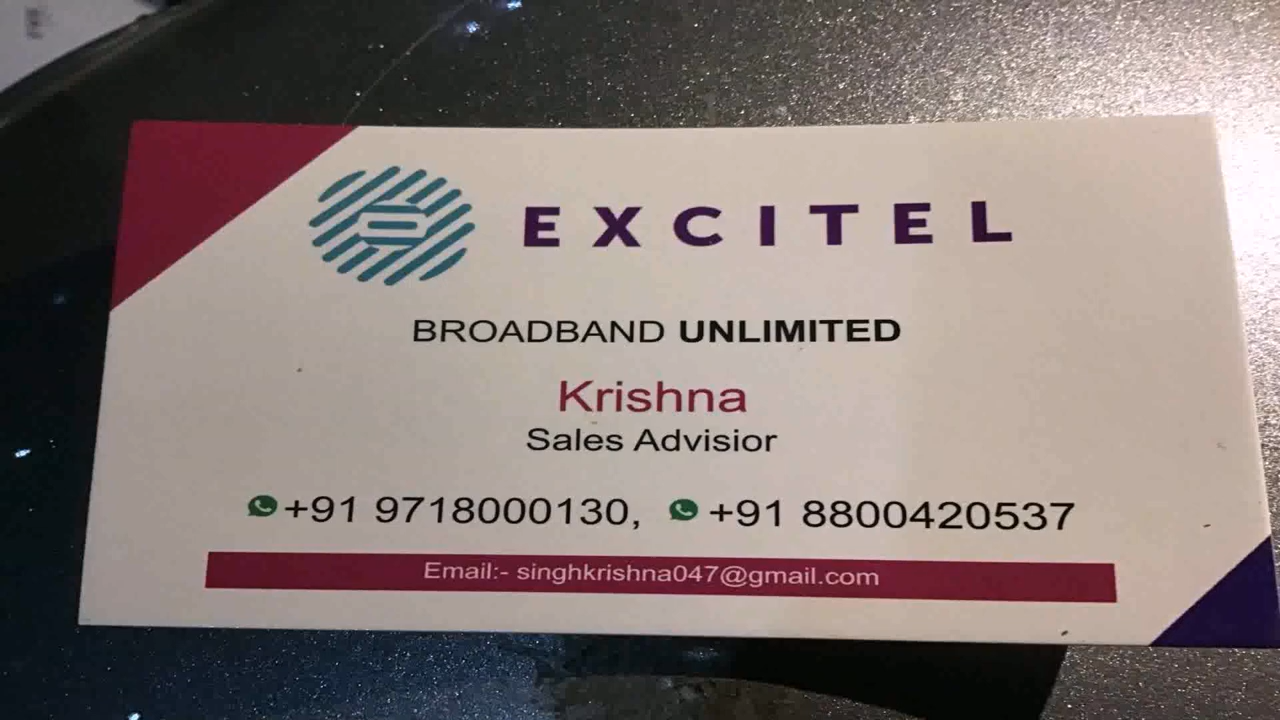 EXCITEL
BROADBAND UNLIMITED
Krishna
Sales Advisior
+91 9718000130, +91 8800420537
Email:- singhkrishna047@gmail.com